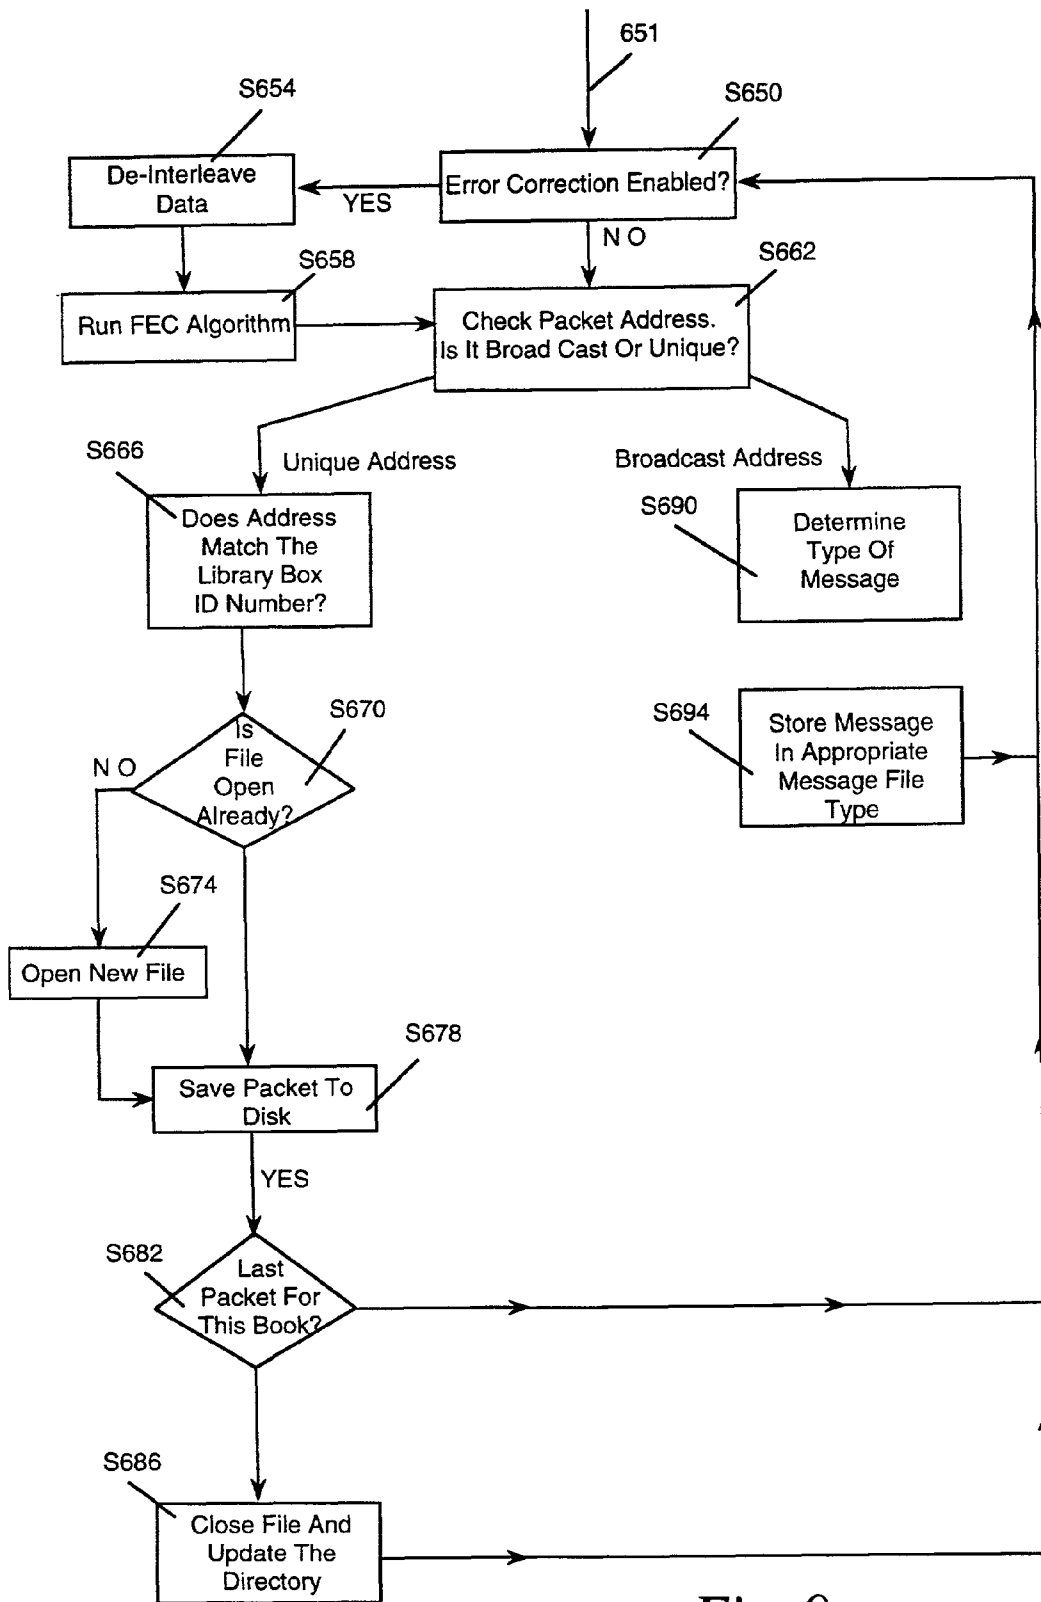 651
S654
S650
De-Interleave
Data
Error Correction Enabled?
YES
N O
S658
S662
Run FEC Algorithm
Check Packet Address.
Is It Broad Cast Or Unique?
S666
Unique Address
Broadcast Address
Does Address
Match The
Library Box
ID Number?
S690
Determine
Type Of
Message
S670
Is
File
Open
Already?
N O
S694
Store Message
In Appropriate
Message File
Type
S674
Open New File
S678
Save Packet To
Disk
YES
S682
Last
Packet For
This Book?
S686
Close File And
Update The
Directory